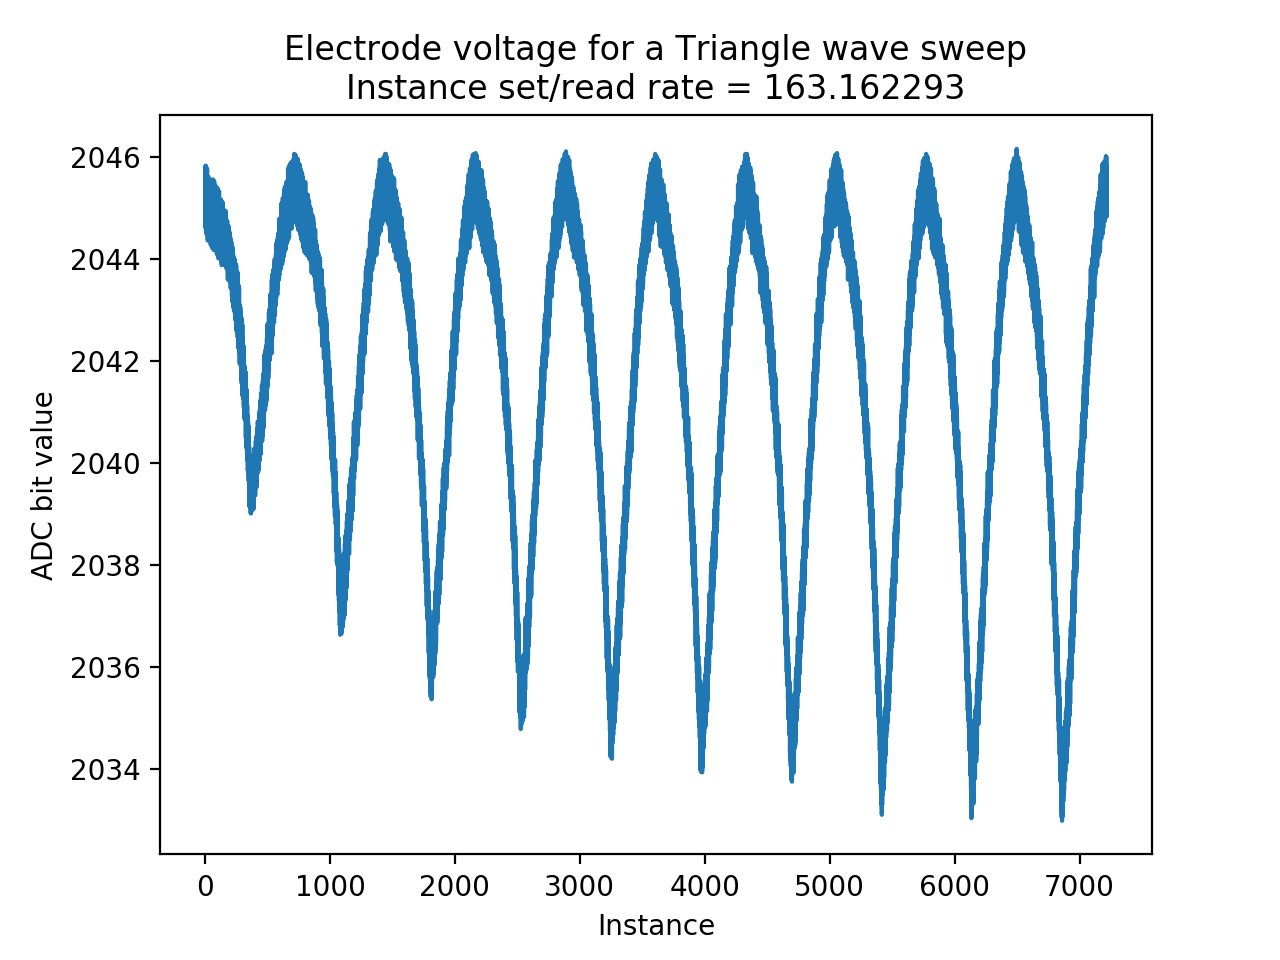 Electrode voltage for a Triangle wave sweep
Instance set/read rate = 163.162293
ADC bit value
2046
2044
2042
2040
2038
2036
2034
0 1000 2000 3000 4000 5000 6000 7000
Instance